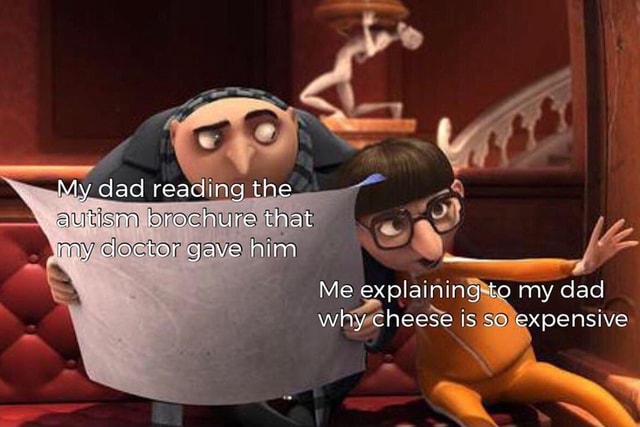 My dad reading the
autism brochure that
my doctor gave him
Me explaining to my dad
why cheese is so expensive